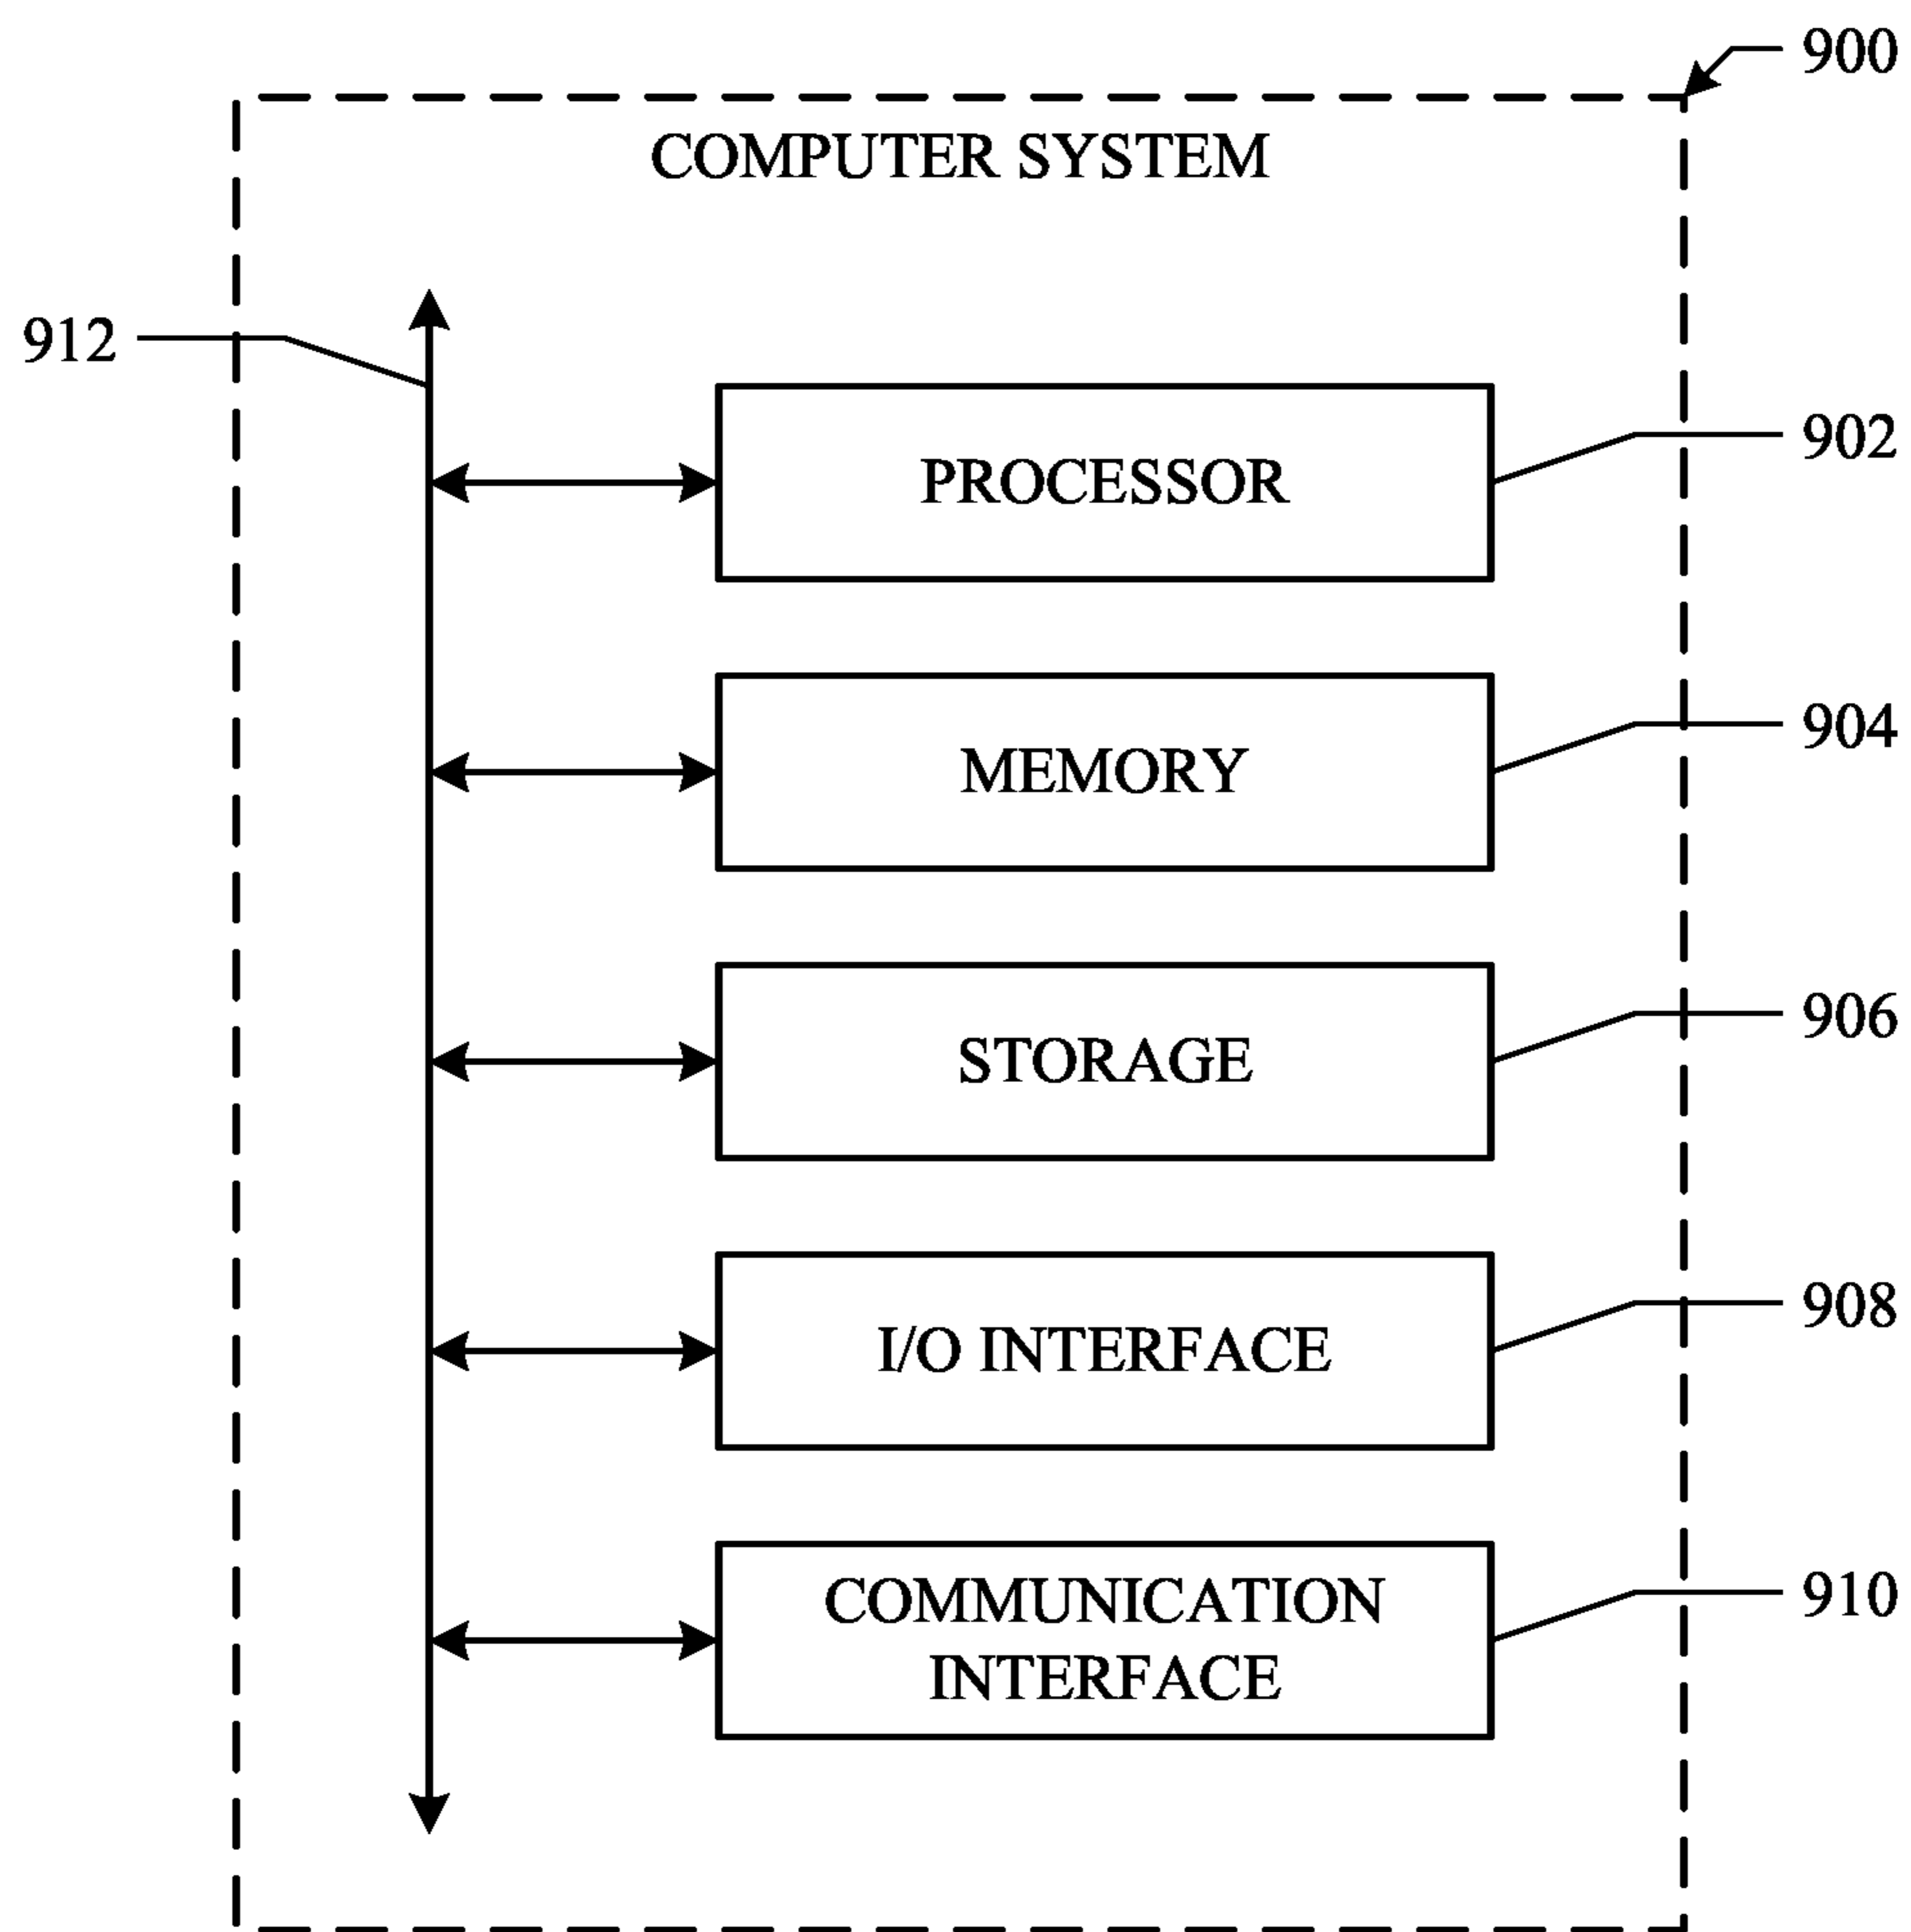 900
COMPUTER SYSTEM
912
902
PROCESSOR
904
MEMORY
906
STORAGE
908
I/O INTERFACE
910
COMMUNICATION
INTERFACE